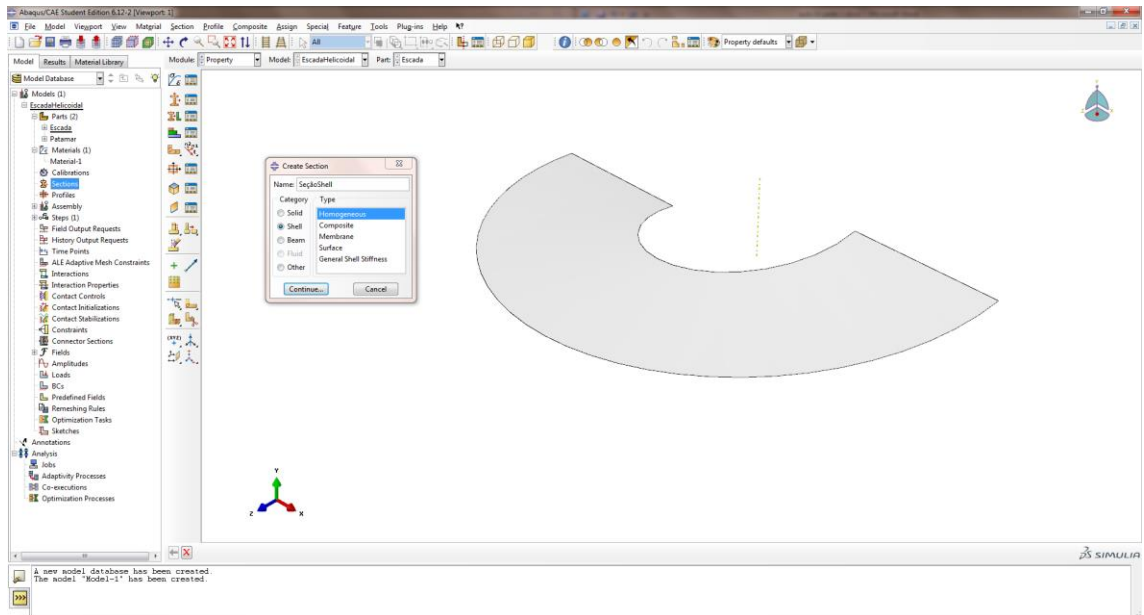 Abaqus/CAE Student Edition 6.12-2 [Viewport: 1]
File Model Viewport View Material Section Profile Composite Assign Special Feature Tools Plug-ins Help
All Property defaults
Model Results Material Library Module: Property Model: EscadaHelicoidal Part: Escada
Model Database
Models (1)
EscadaHelicoidal
Parts (2)
Escada
Patamar
Materials (1)
Material-1
Calibrations
Sections
Profiles
Assembly
Steps (1)
Field Output Requests
History Output Requests
Time Points
ALE Adaptive Mesh Constraints
Interactions
Interaction Properties
Contact Controls
Contact Initializations
Contact Stabilizations
Constraints
Connector Sections
Fields
Amplitudes
Loads
BCs
Predefined Fields
Remeshing Rules
Optimization Tasks
Sketches
Annotations
Analysis
Jobs
Adaptivity Processes
Co-executions
Optimization Processes
Create Section
Name: SeçãoShell
Category Type
Solid Homogeneous
Shell Composite
Beam Membrane
Fluid Surface
Other General Shell Stiffness
Continue... Cancel
Y
Z X
SIMULIA
A new model database has been created.
The model "Model-1" has been created.
>>>